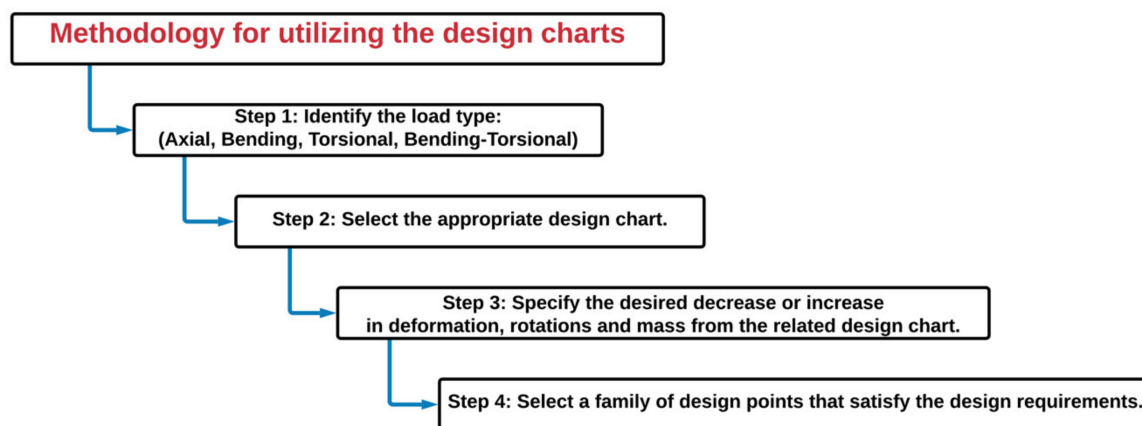 Methodology for utilizing the design charts
Step 1: Identify the load type:
(Axial, Bending, Torsional, Bending-Torsional)
Step 2: Select the appropriate design chart.
Step 3: Specify the desired decrease or increase
in deformation, rotations and mass from the related design chart.
Step 4: Select a family of design points that satisfy the design requirements.